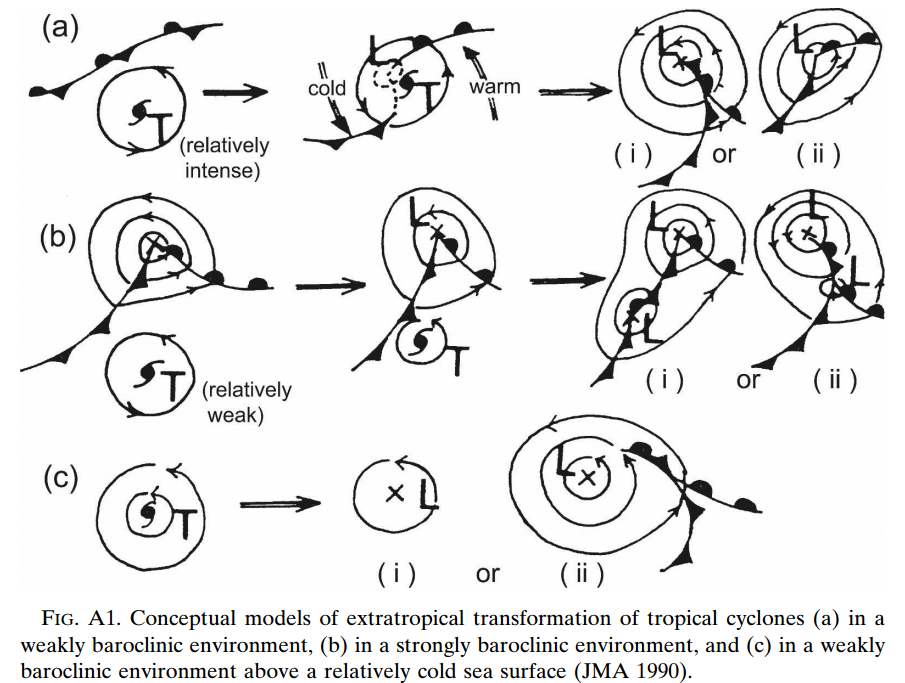 (a)
L
T
(relatively
intense)
cold
L
T
warm
L
(i)
or
L
(ii)
(b)
T
(relatively
weak)
L
T
L
L
(i)
or
L
L
(ii)
(c)
T
L
(i)
or
L
(ii)
FIG. A1. Conceptual models of extratropical transformation of tropical cyclones (a) in a
weakly baroclinic environment, (b) in a strongly baroclinic environment, and (c) in a weakly
baroclinic environment above a relatively cold sea surface (JMA 1990).